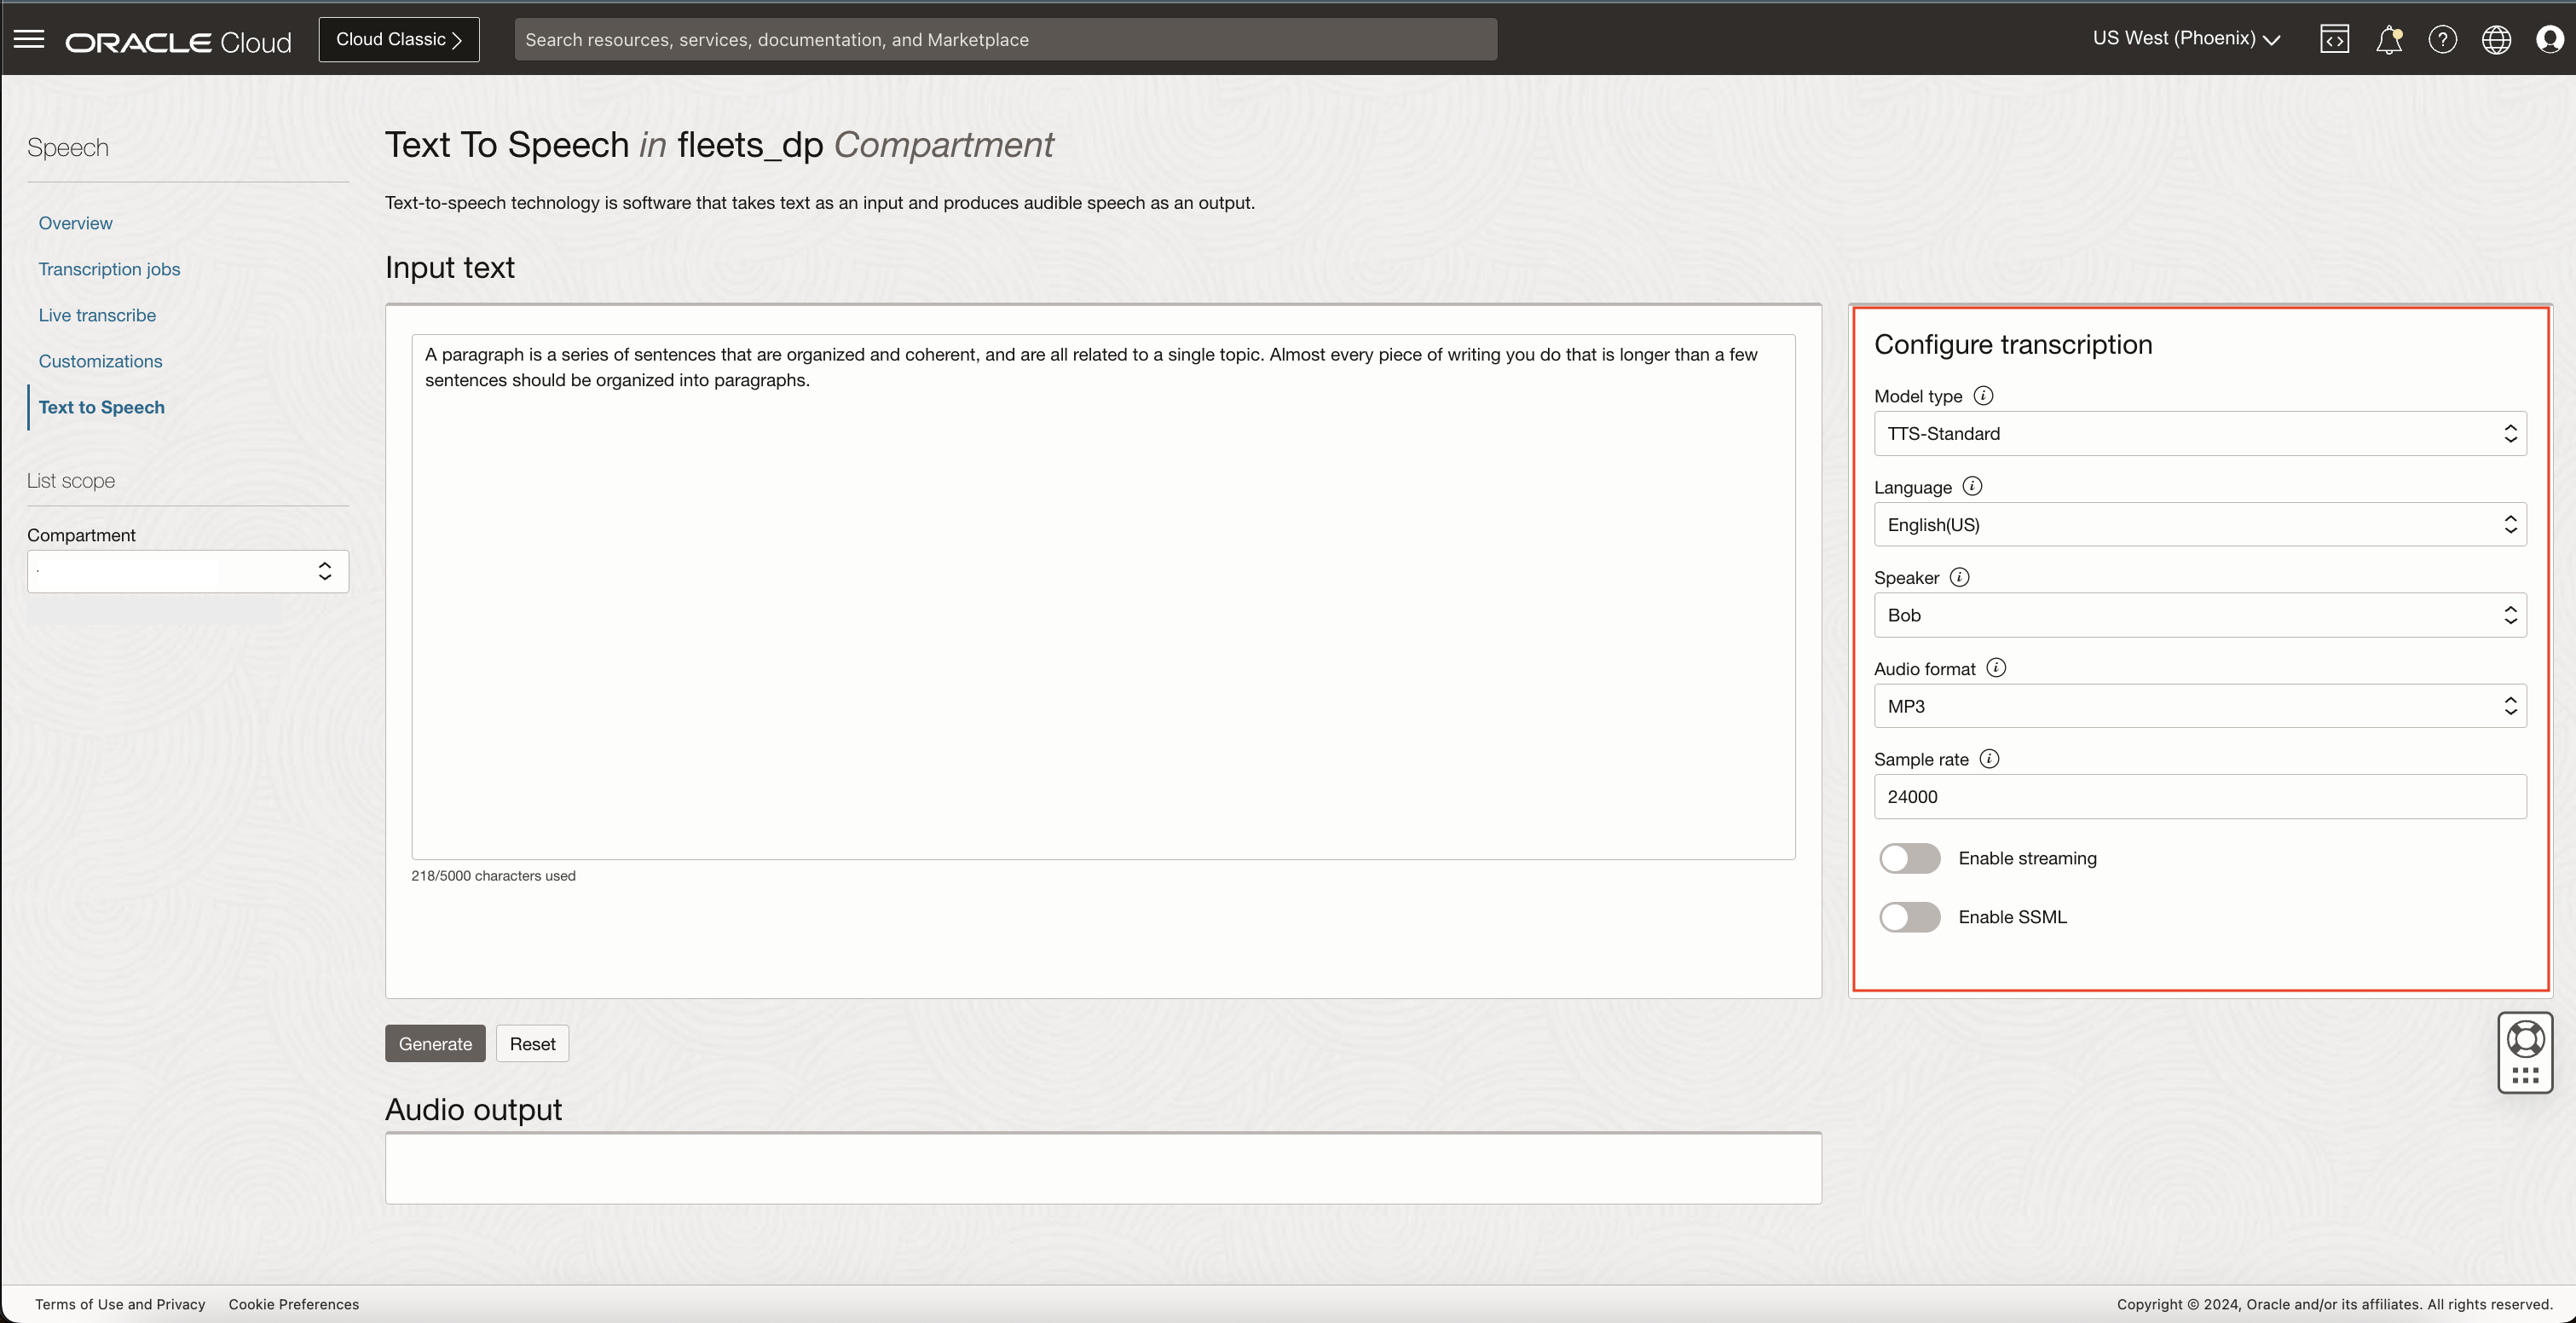 ORACLE Cloud
Cloud Classic
Search resources, services, documentation, and Marketplace
US West (Phoenix)
Speech
Overview
Transcription jobs
Live transcribe
Customizations
Text to Speech
List scope
Compartment
Text To Speech in fleets_dp Compartment
Text-to-speech technology is software that takes text as an input and produces audible speech as an output.
Input text
A paragraph is a series of sentences that are organized and coherent, and are all related to a single topic. Almost every piece of writing you do that is longer than a few
sentences should be organized into paragraphs.
218/5000 characters used
Configure transcription
Model type
TTS-Standard
Language
English(US)
Speaker
Bob
Audio format
MP3
Sample rate
24000
Enable streaming
Enable SSML
Generate
Reset
Audio output
Terms of Use and Privacy
Cookie Preferences
Copyright © 2024, Oracle and/or its affiliates. All rights reserved.